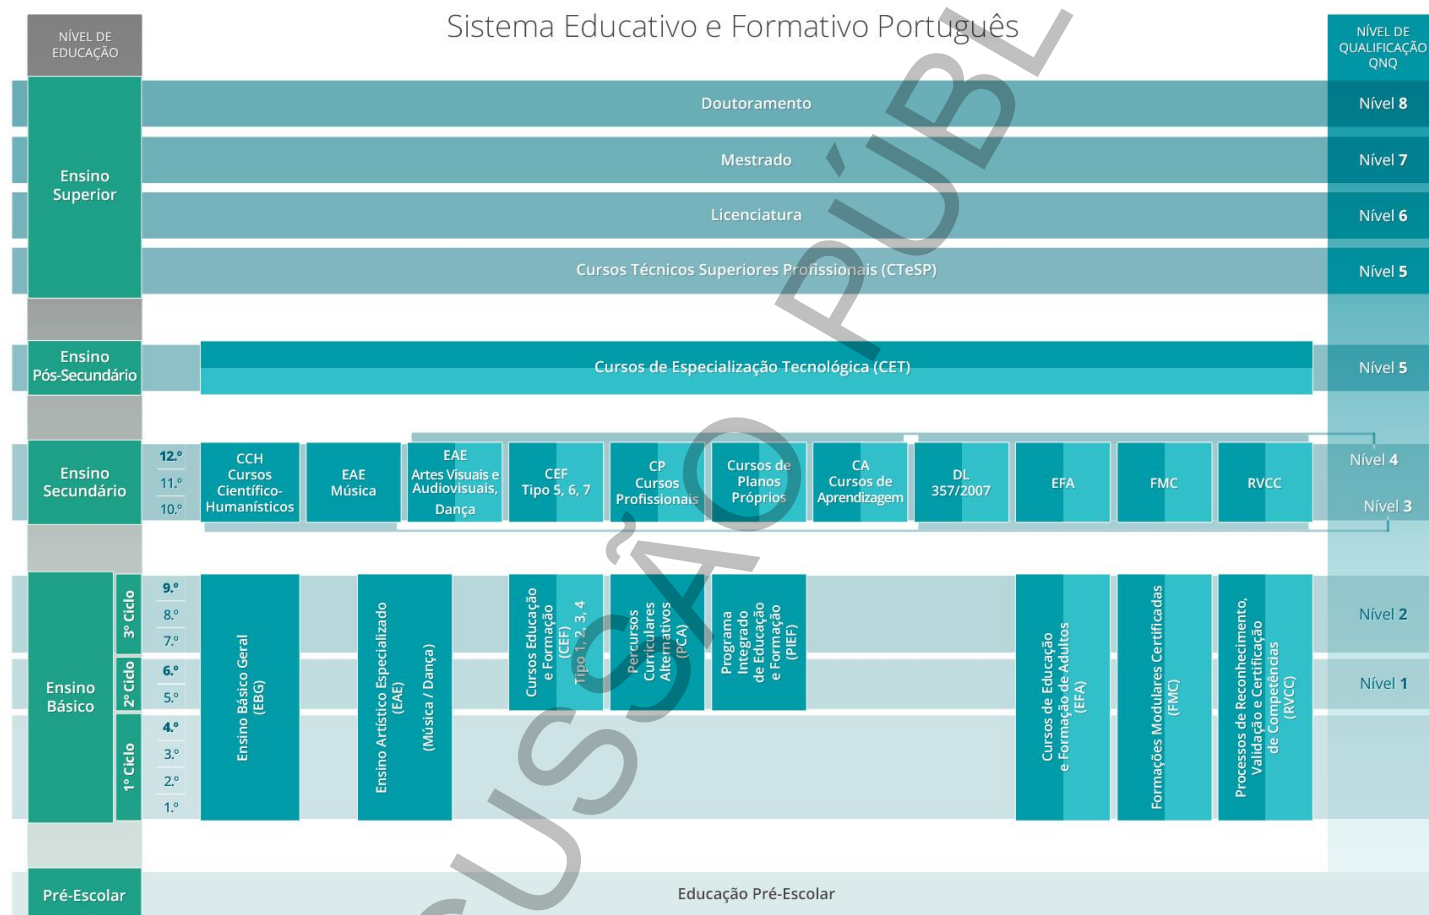 Sistema Educativo e Formativo Português
NÍVEL DE
EDUCAÇÃO
NÍVEL DE
QUALIFICAÇÃO
QNQ
Ensino
Superior
Doutoramento
Nível 8
Mestrado
Nível 7
Licenciatura
Nível 6
Cursos Técnicos Superiores Profissionais (CTeSP)
Nível 5
Ensino
Pós-Secundário
Cursos de Especialização Tecnológica (CET)
Nível 5
Ensino
Secundário
12.º
11.º
10.º
CCH
Cursos
Científico-
Humanísticos
EAE
Música
EAE
Artes Visuais e
Audiovisuais,
Dança
CEF
Tipo 5, 6, 7
CP
Cursos
Profissionais
Cursos de
Planos
Próprios
CA
Cursos de
Aprendizagem
DL
357/2007
EFA
FMC
RVCC
Nível 4
Nível 3
Ensino
Básico
3º Ciclo
2º Ciclo
1º Ciclo
9.º
8.º
7.º
6.º
5.º
4.º
3.º
2.º
1.º
Ensino Básico Geral
(EBG)
Ensino Artístico Especializado
(EAE)
(Música / Dança)
Cursos Educação
e Formação
(CEF)
Tipo 1, 2, 3, 4
Percursos
Curriculares
Alternativos
(PCA)
Programa
Integrado
de Educação
e Formação
(PIEF)
Cursos de Educação
e Formação de Adultos
(EFA)
Formações Modulares Certificadas
(FMC)
Processos de Reconhecimento,
Validação e Certificação
de Competências
(RVCC)
Nível 2
Nível 1
Pré-Escolar
Educação Pré-Escolar
CUSSÃO PÚBL